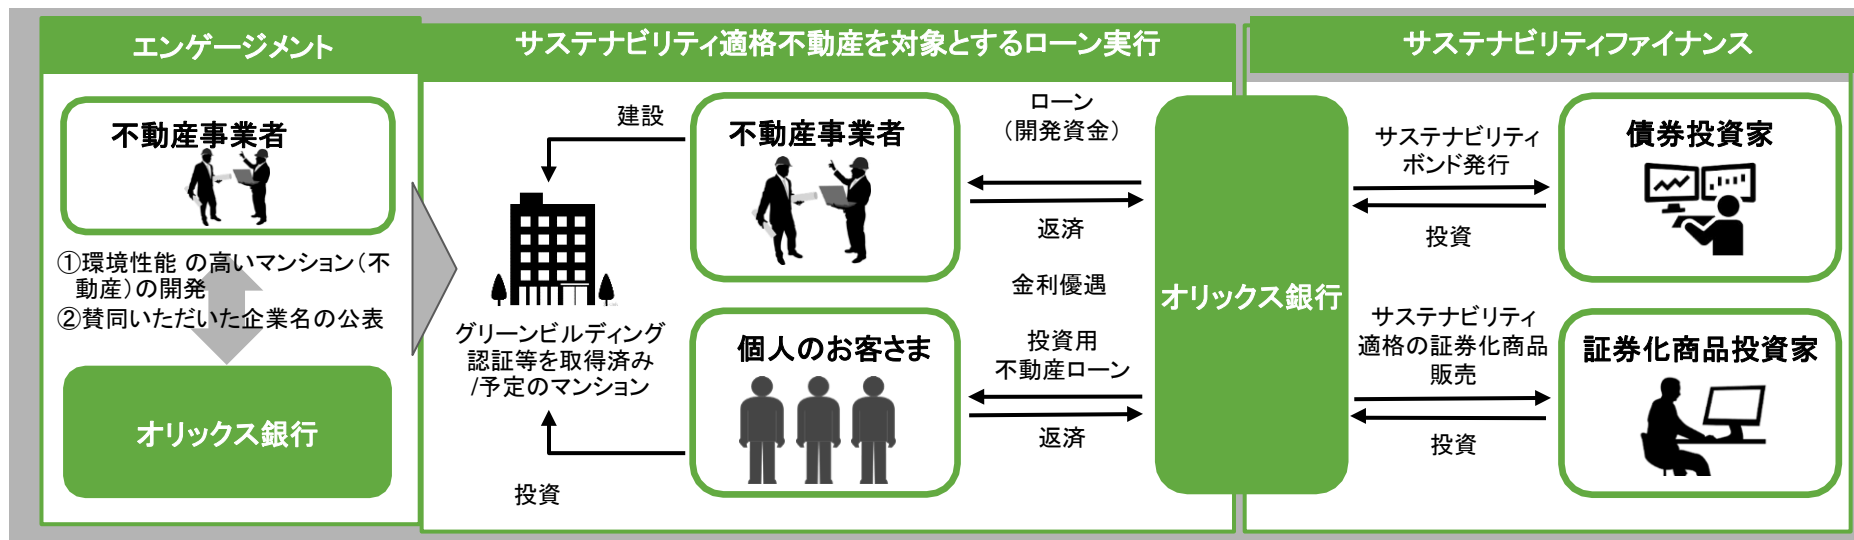 エンゲージメント
不動産事業者
①環境性能 の高いマンション（不
動産）の開発
②賛同いただいた企業名の公表
オリックス銀行
サステナビリティ適格不動産を対象とするローン実行
建設
不動産事業者
ローン
（開発資金）
返済
金利優遇
グリーンビルディング
認証等を取得済み
/予定のマンション
個人のお客さま
投資用
不動産ローン
返済
投資
オリックス銀行
サステナビリティファイナンス
サステナビリティ
ボンド発行
投資
債券投資家
サステナビリティ
適格の証券化商品
販売
投資
証券化商品投資家